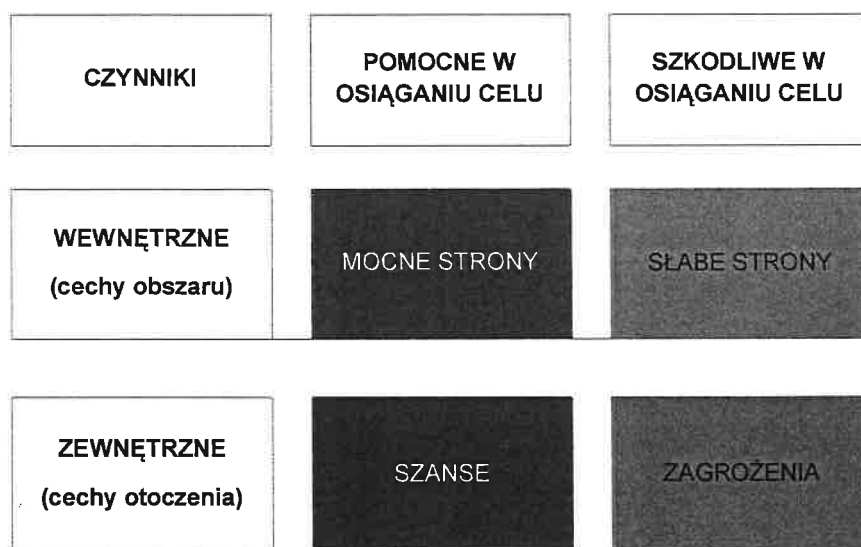 CZYNNIKI
POMOCNE W
OSIĄGANIU CELU
SZKODLIWE W
OSIĄGANIU CELU
WEWNĘTRZNE
(cechy obszaru)
MOCNE STRONY
SŁABE STRONY
ZEWNĘTRZNE
(cechy otoczenia)
SZANSE
ZAGROŻENIA